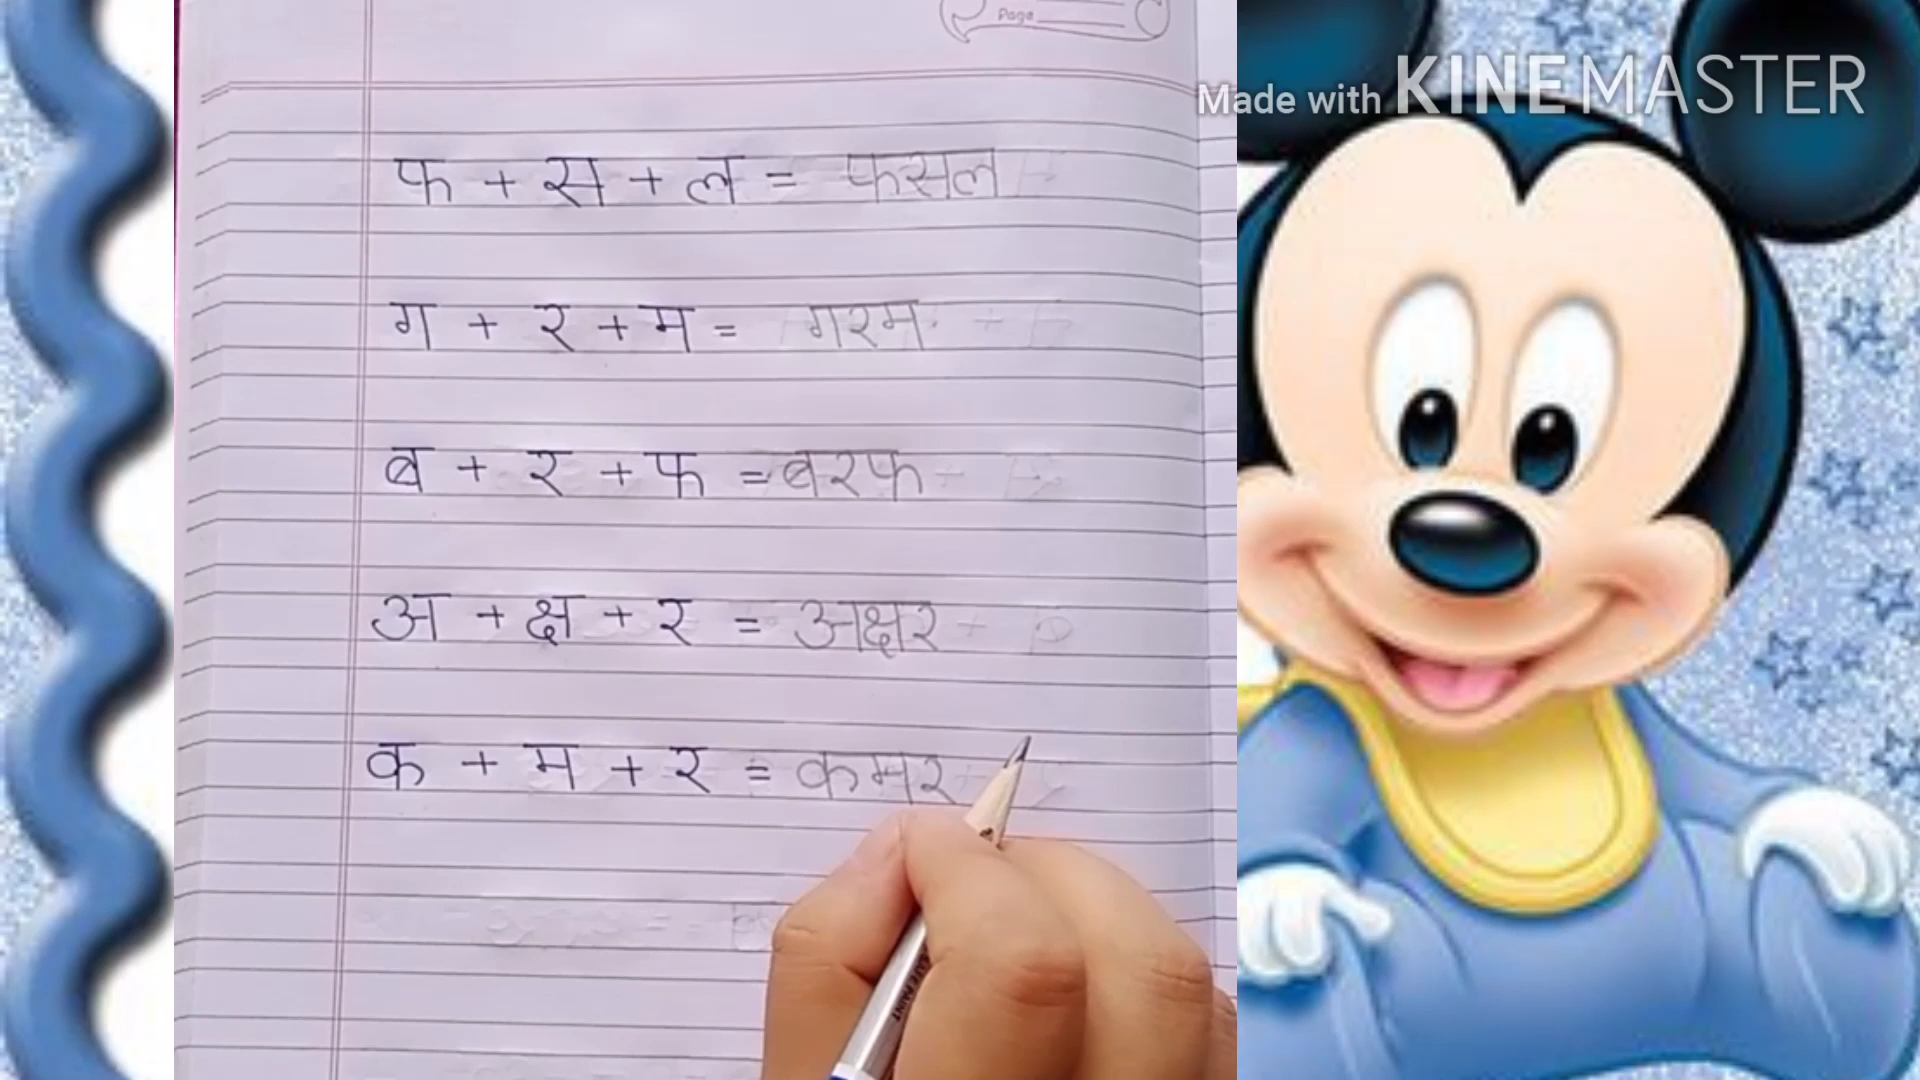 Page
Made with KINEMASTER
फ + स + ल = फसल
ग + र + म = गरम
ब + र + फ = बरफ
अ + क्ष + र = अक्षर
क + म + र = कमर